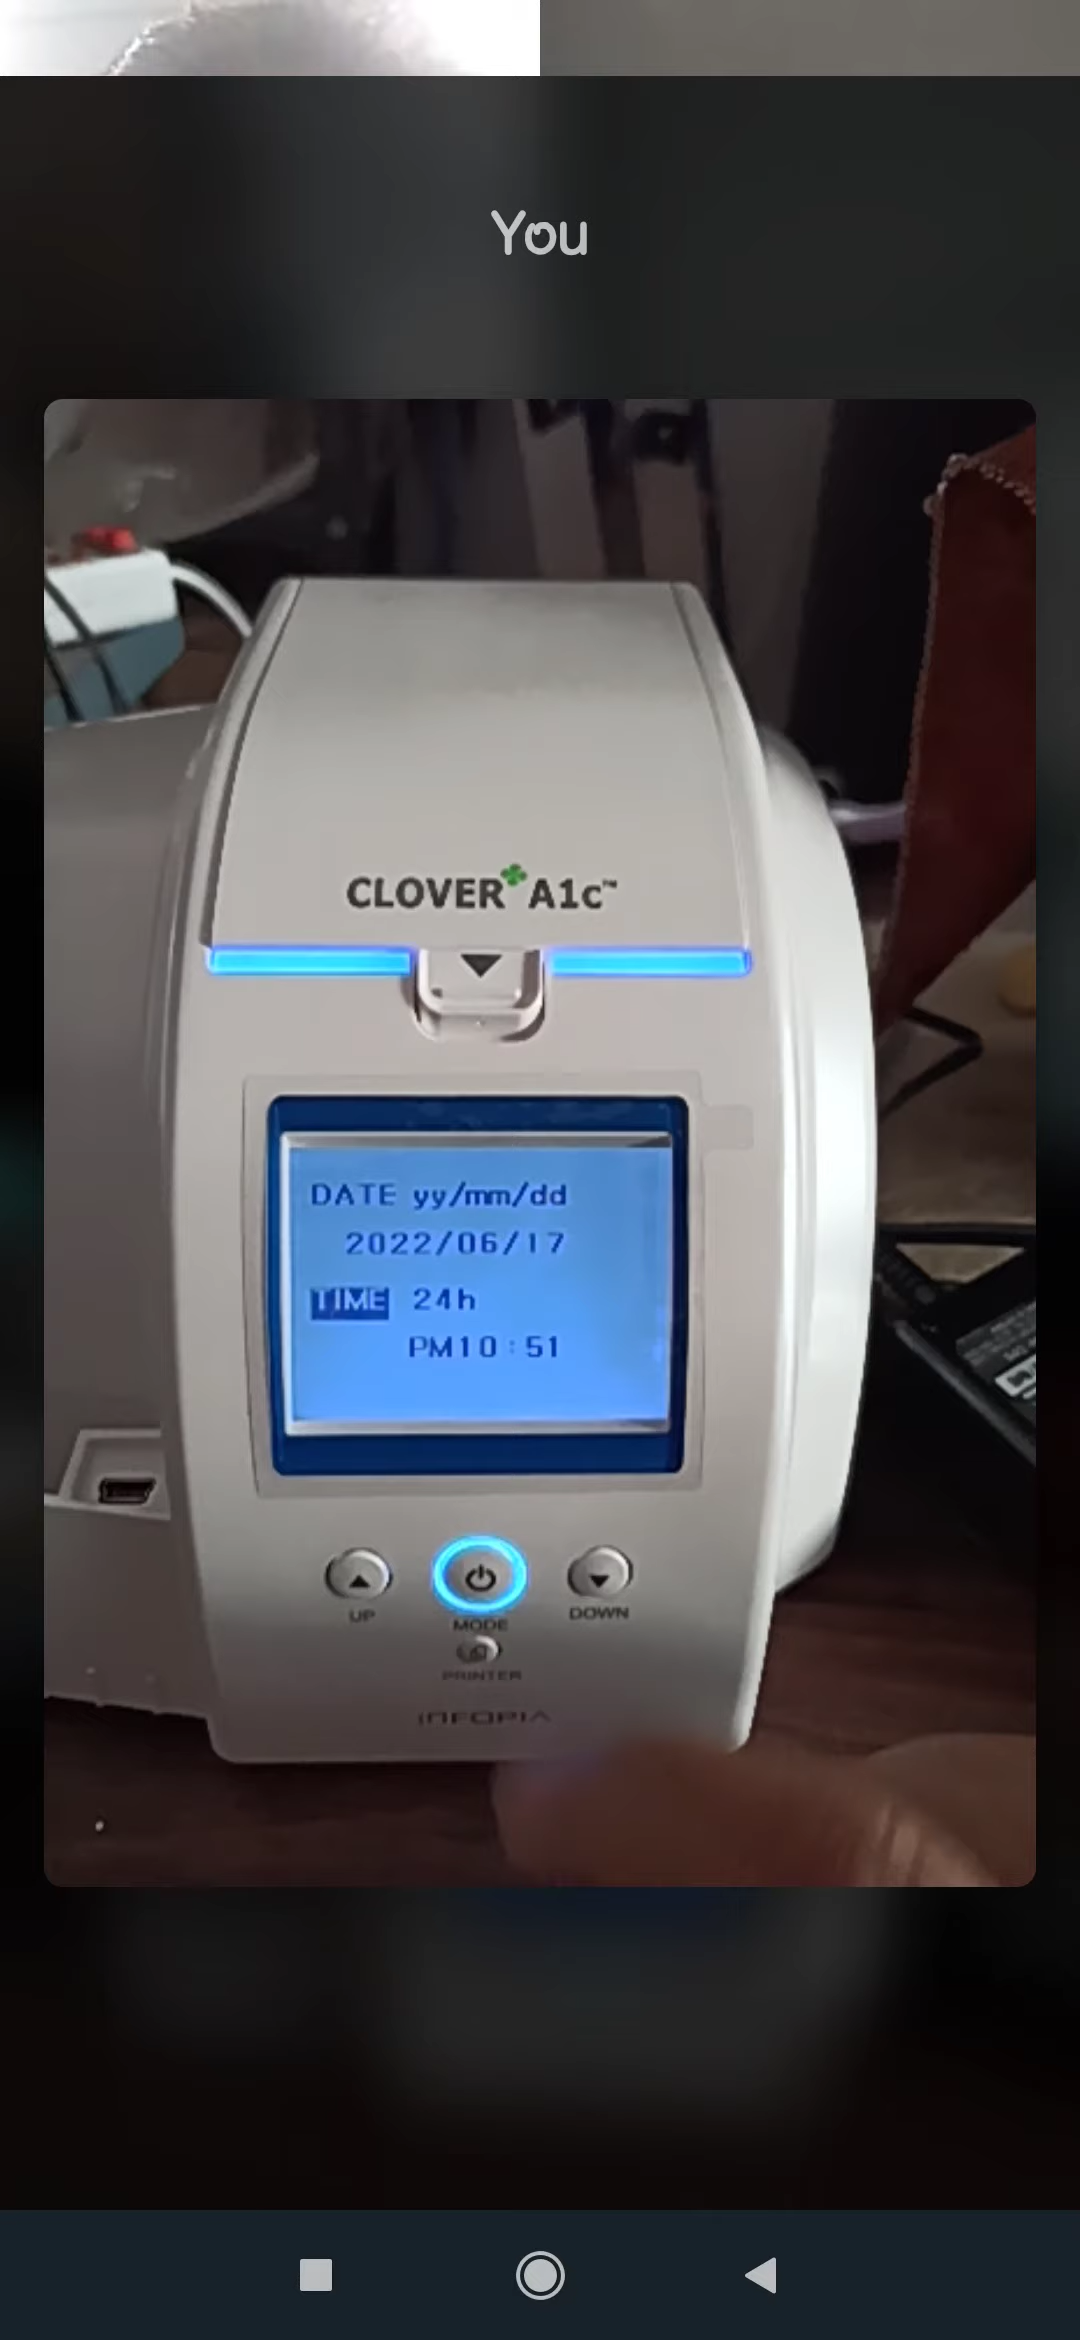 You
CLOVER A1c™
DATE yy/mm/dd
2022/06/17
TIME 24h
PM10:51
UP
MODE
DOWN
PRINTER
INFOPIA